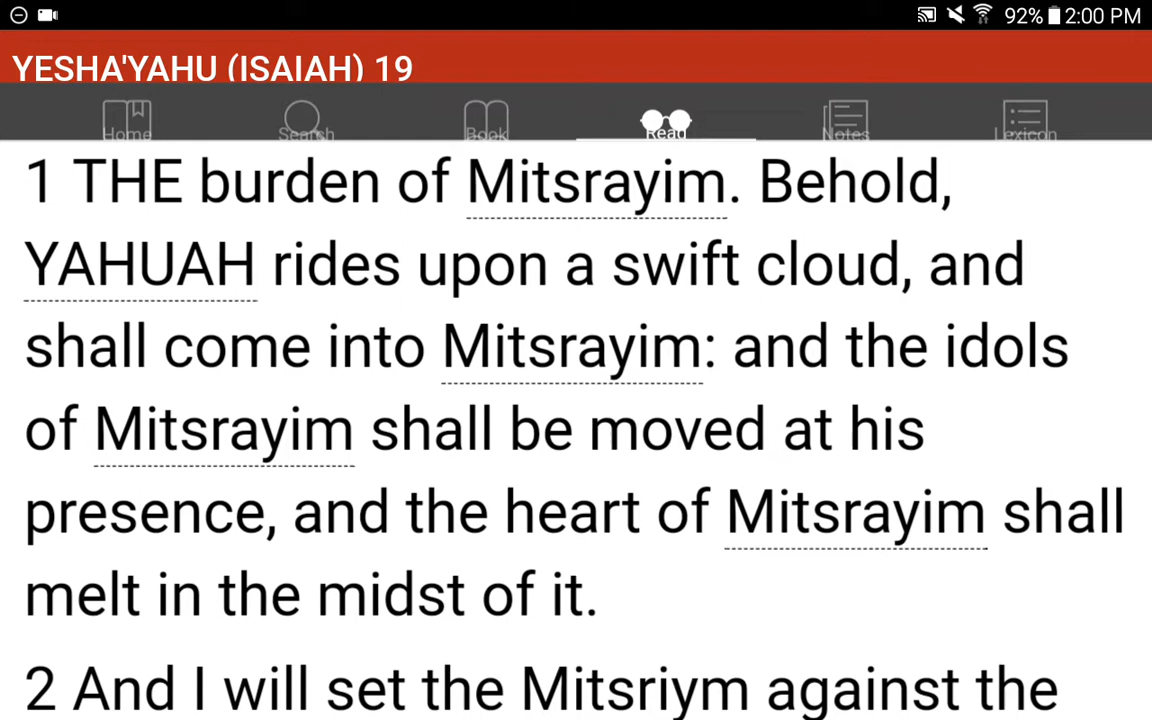 92% 2:00 PM
YESHA'YAHU (ISAIAH) 19
Home Search Book Read Notes Lexicon
1 THE burden of Mitsrayim. Behold,
YAHUAH rides upon a swift cloud, and
shall come into Mitsrayim: and the idols
of Mitsrayim shall be moved at his
presence, and the heart of Mitsrayim shall
melt in the midst of it.
2 And I will set the Mitsriym against the